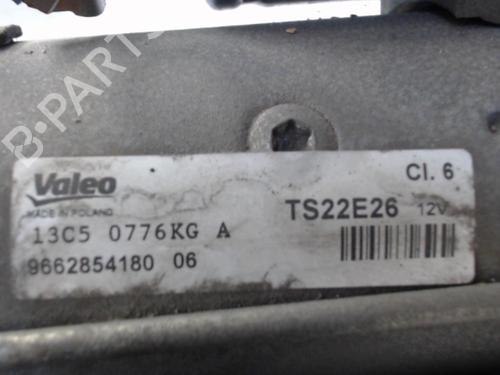 B-PARTS
Valeo
MADE IN POLAND
Cl. 6
TS22E26 12V
13C5 0776KG A
9662854180 06